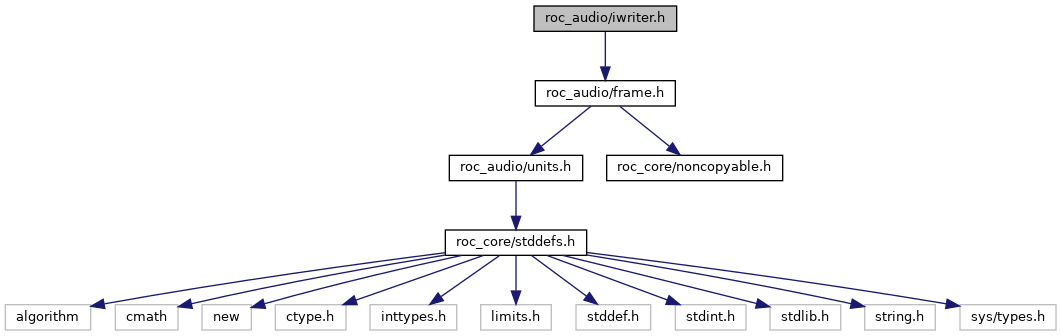 roc_audio/iwriter.h
roc_audio/frame.h
roc_audio/units.h
roc_core/noncopyable.h
roc_core/stddefs.h
algorithm
cmath
new
ctype.h
inttypes.h
limits.h
stddef.h
stdint.h
stdlib.h
string.h
sys/types.h